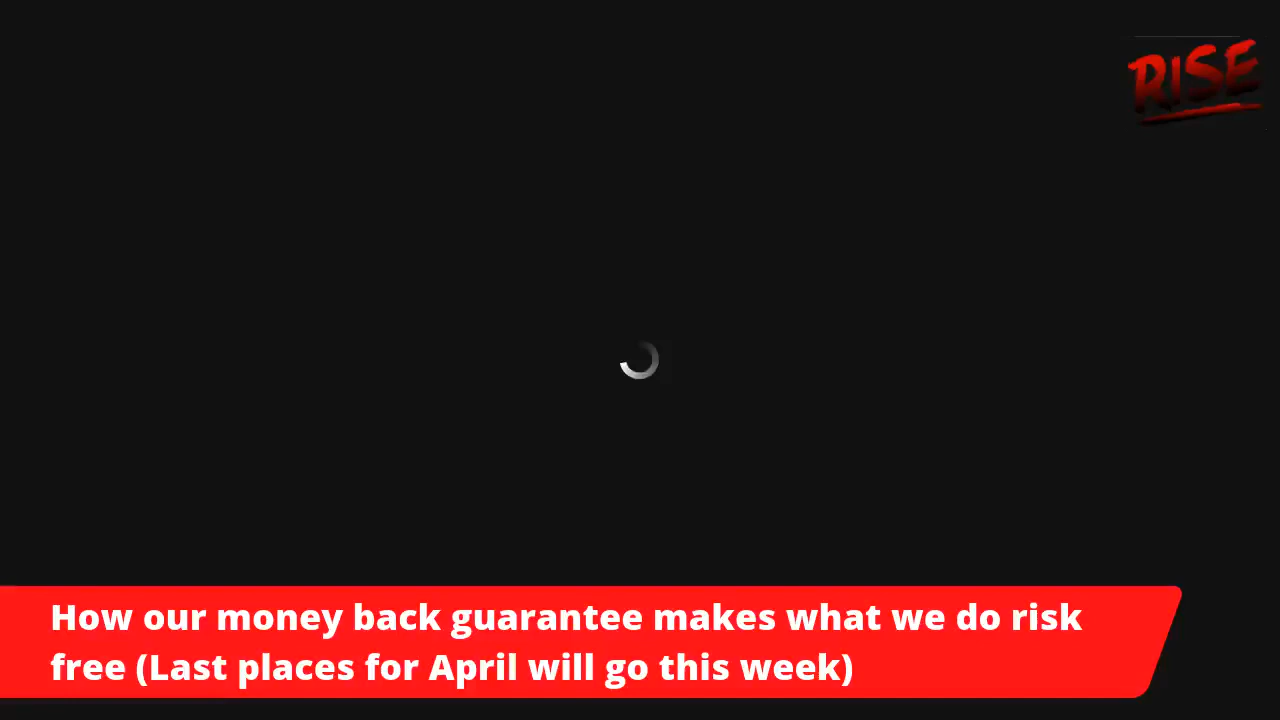 RISE
How our money back guarantee makes what we do risk
free (Last places for April will go this week)